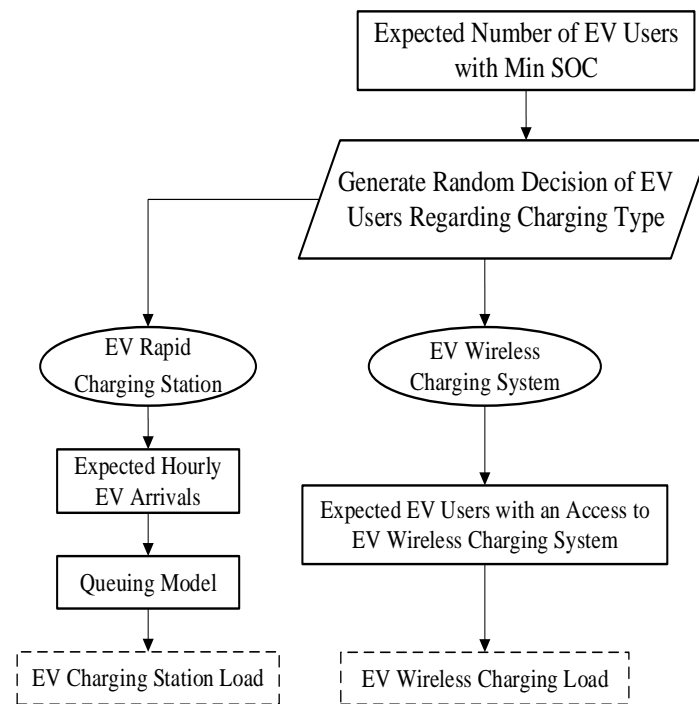 Expected Number of EV Users
with Min SOC
Generate Random Decision of EV
Users Regarding Charging Type
EV Rapid
Charging Station
EV Wireless
Charging System
Expected Hourly
EV Arrivals
Expected EV Users with an Access to
EV Wireless Charging System
Queuing Model
EV Charging Station Load
EV Wireless Charging Load